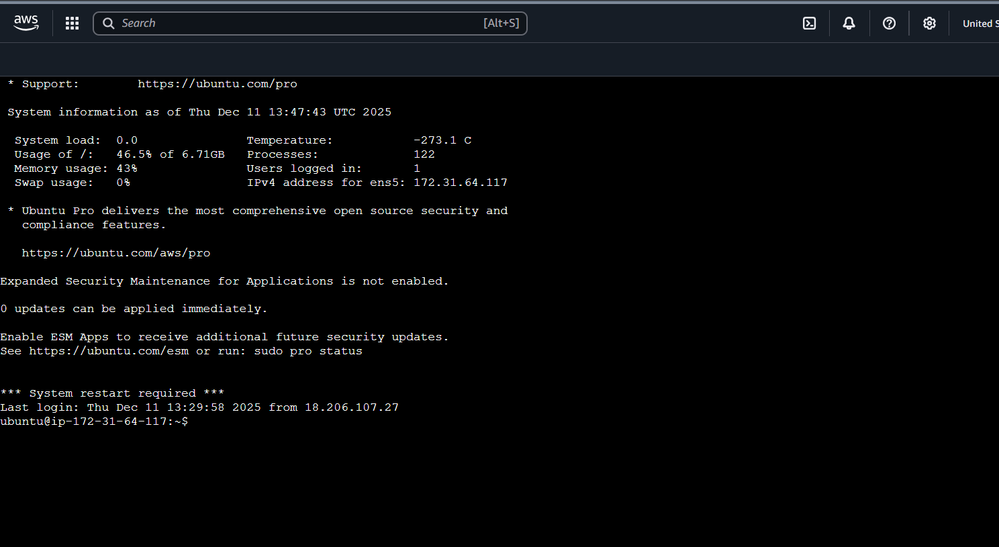 aws
Search [Alt+S]
United S
* Support: https://ubuntu.com/pro
System information as of Thu Dec 11 13:47:43 UTC 2025
System load: 0.0 Temperature: -273.1 C
Usage of /: 46.5% of 6.71GB Processes: 122
Memory usage: 43% Users logged in: 1
Swap usage: 0% IPv4 address for ens5: 172.31.64.117
* Ubuntu Pro delivers the most comprehensive open source security and
compliance features.
https://ubuntu.com/aws/pro
Expanded Security Maintenance for Applications is not enabled.
0 updates can be applied immediately.
Enable ESM Apps to receive additional future security updates.
See https://ubuntu.com/esm or run: sudo pro status
*** System restart required ***
Last login: Thu Dec 11 13:29:58 2025 from 18.206.107.27
ubuntu@ip-172-31-64-117:~$